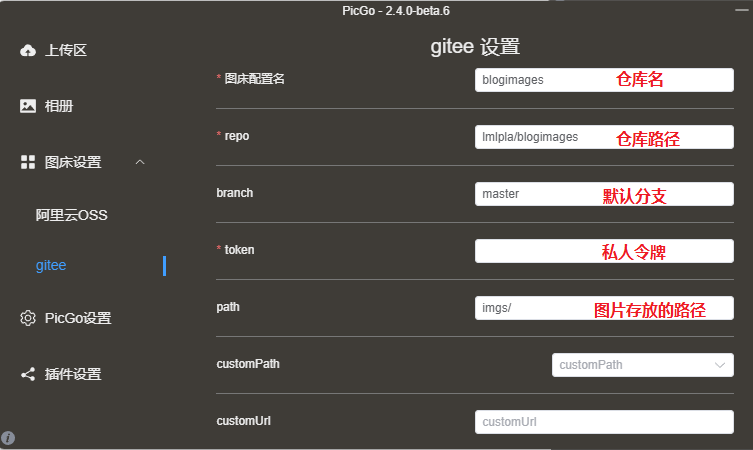 PicGo - 2.4.0-beta.6
上传区
相册
图床设置
阿里云OSS
gitee
PicGo设置
插件设置
gitee 设置
* 图床配置名 blogimages 仓库名
* repo lmlpla/blogimages 仓库路径
branch master 默认分支
* token 私人令牌
path imgs/ 图片存放的路径
customPath customPath
customUrl customUrl